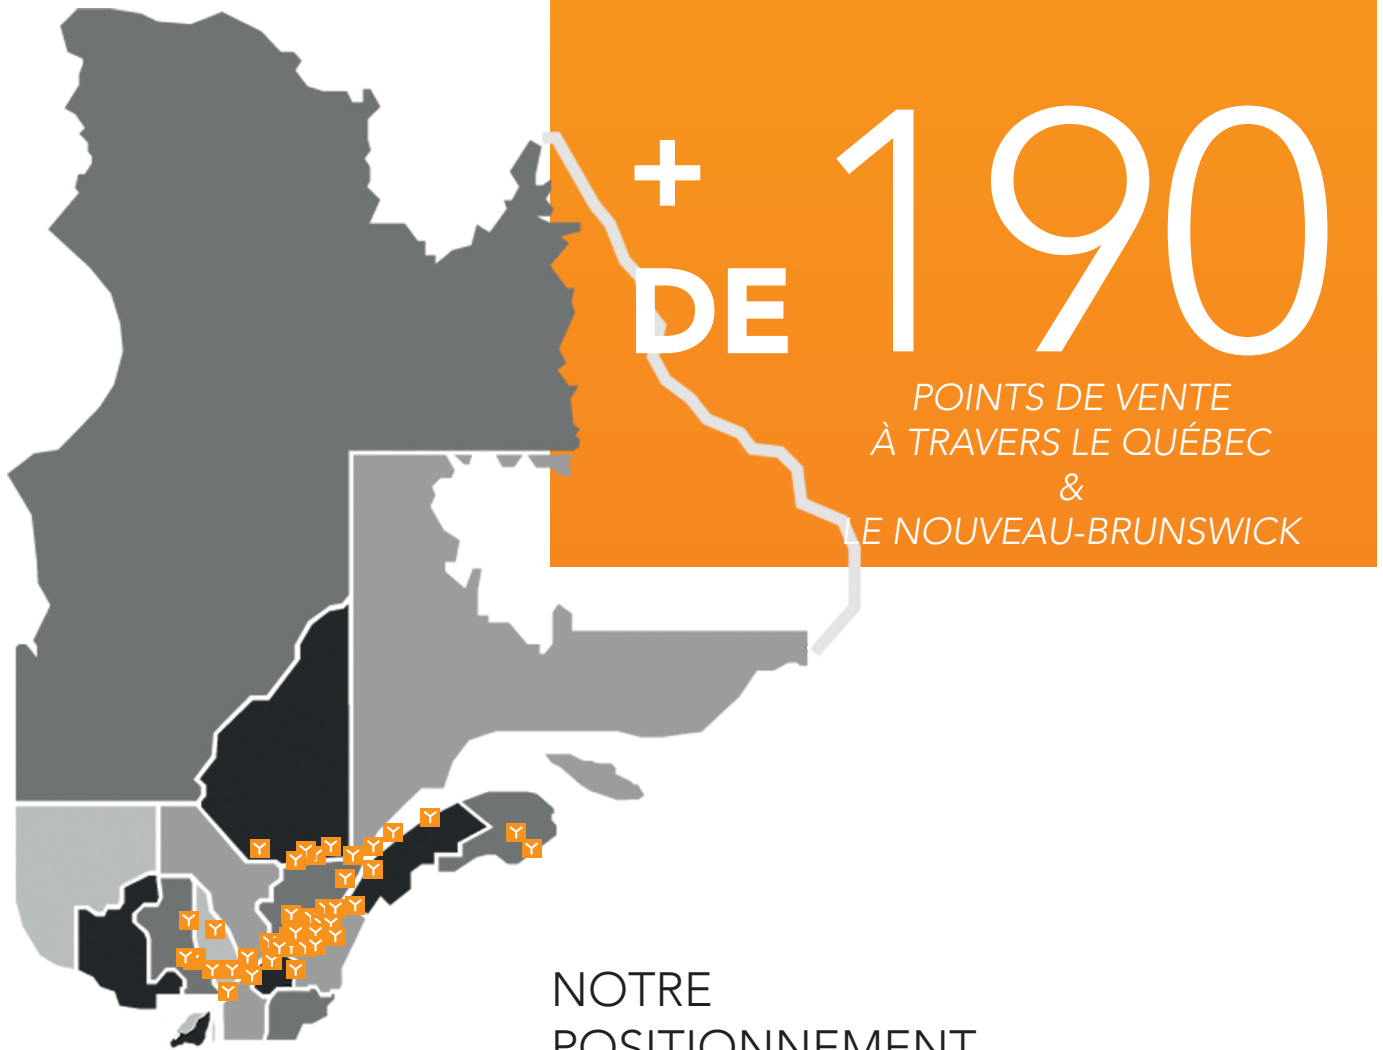 +
DE 190
POINTS DE VENTE
À TRAVERS LE QUÉBEC
&
LE NOUVEAU-BRUNSWICK
NOTRE
POSITIONNEMENT